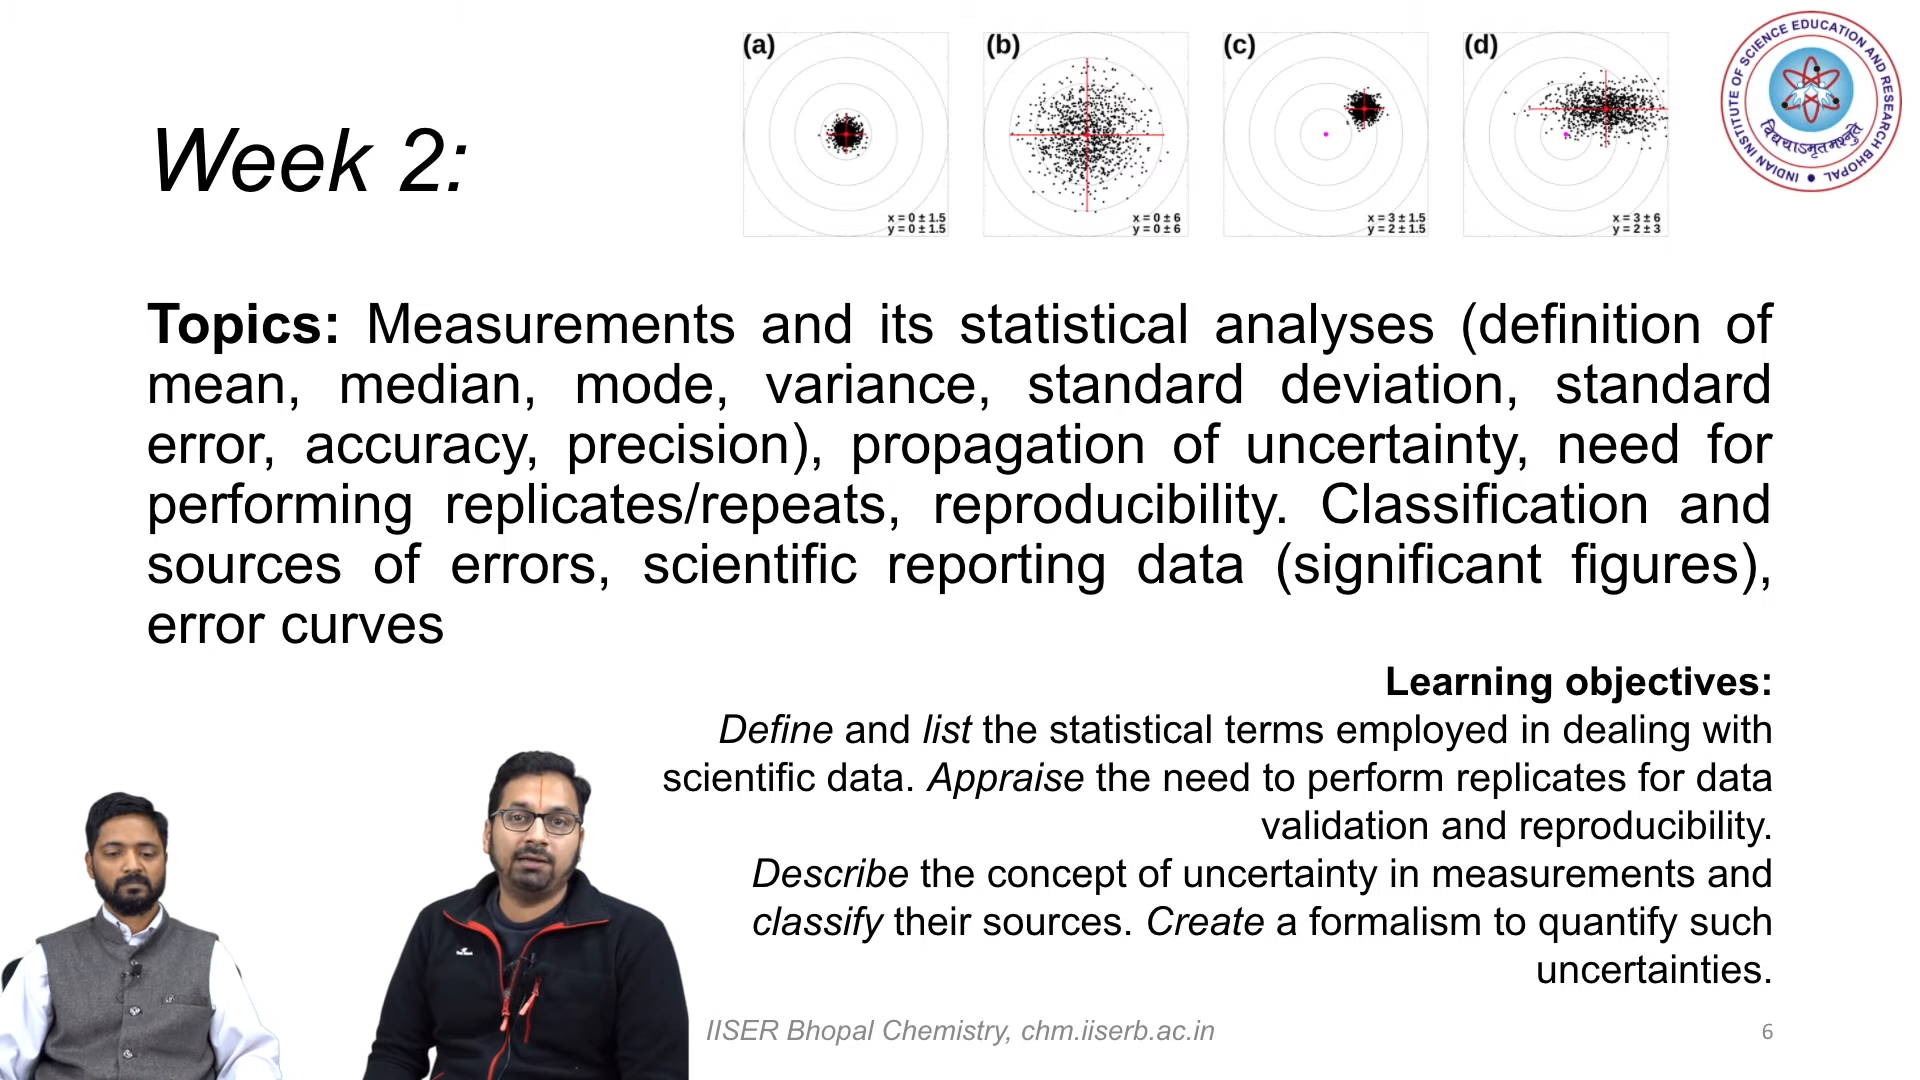 (a)
(b)
(c)
(d)
x = 0 ± 1.5
y = 0 ± 1.5
x = 0 ± 6
y = 0 ± 6
x = 3 ± 1.5
y = 2 ± 1.5
x = 3 ± 6
y = 2 ± 3
INDIAN INSTITUTE OF SCIENCE EDUCATION AND RESEARCH BHOPAL
विद्ययाऽमृतमश्नुते
Week 2:
Topics: Measurements and its statistical analyses (definition of
mean, median, mode, variance, standard deviation, standard
error, accuracy, precision), propagation of uncertainty, need for
performing replicates/repeats, reproducibility. Classification and
sources of errors, scientific reporting data (significant figures),
error curves
Learning objectives:
Define and list the statistical terms employed in dealing with
scientific data. Appraise the need to perform replicates for data
validation and reproducibility.
Describe the concept of uncertainty in measurements and
classify their sources. Create a formalism to quantify such
uncertainties.
IISER Bhopal Chemistry, chm.iiserb.ac.in
6